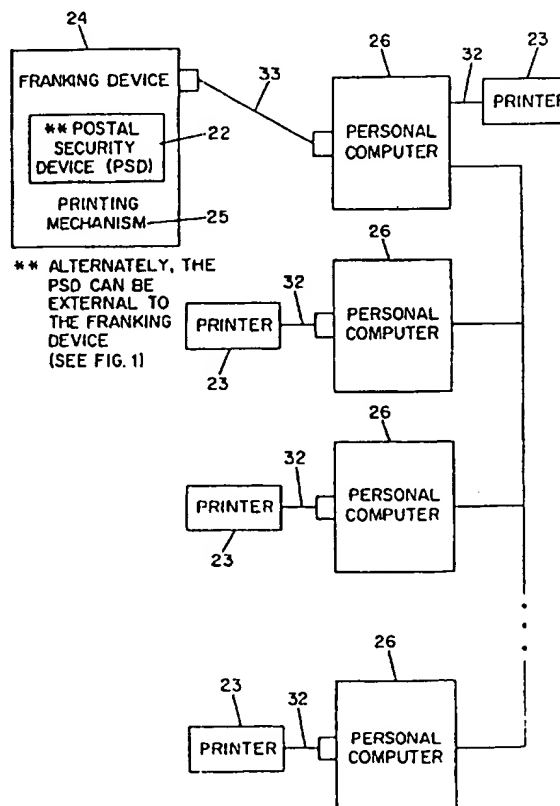 24
FRANKING DEVICE
** POSTAL
SECURITY
DEVICE (PSD)
22
PRINTING
MECHANISM
25
** ALTERNATELY, THE
PSD CAN BE
EXTERNAL TO
THE FRANKING
DEVICE
(SEE FIG. 1)
33
26
PERSONAL
COMPUTER
32
23
PRINTER
26
PERSONAL
COMPUTER
32
PRINTER
23
26
PERSONAL
COMPUTER
32
PRINTER
23
26
PERSONAL
COMPUTER
32
23
PRINTER